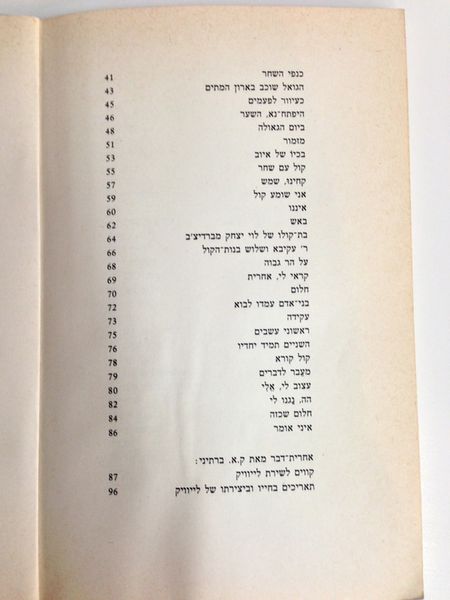 כנפי השחר 41
הגואל שוכב בארון המתים 43
כעיוור לפעמים 45
היפתח־נא, השער 46
ביום הגאולה 48
מזמור 51
בכיו של איוב 53
קול עם שחר 55
קחינו, שמש 57
אני שומע קול 59
איננו 60
באש 62
בת־קולו של לוי יצחק מברדיצ׳ב 64
ר׳ עקיבא ושלוש בנות־הקול 66
על הר גבוה 68
קראי לי, אחרית 69
חלום 70
בני־אדם עמדו לבוא 72
עקידה 73
ראשוני עשבים 75
השניים תמיד יחדיו 76
קול קורא 78
מעבר לדברים 79
עצוב לי, אלי 80
הה, נגנו לי 82
חלום שכזה 84
איני אומר 86
אחרית־דבר מאת ק.א. ברתיני:
קווים לשירת לייוויק 87
תאריכים בחייו וביצירתו של לייוויק 96